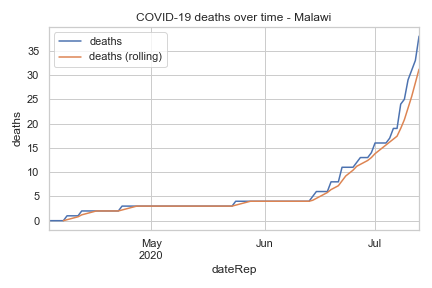 COVID-19 deaths over time - Malawi
deaths
deaths (rolling)
35
30
25
20
15
10
5
0
deaths
May
2020
Jun
Jul
dateRep